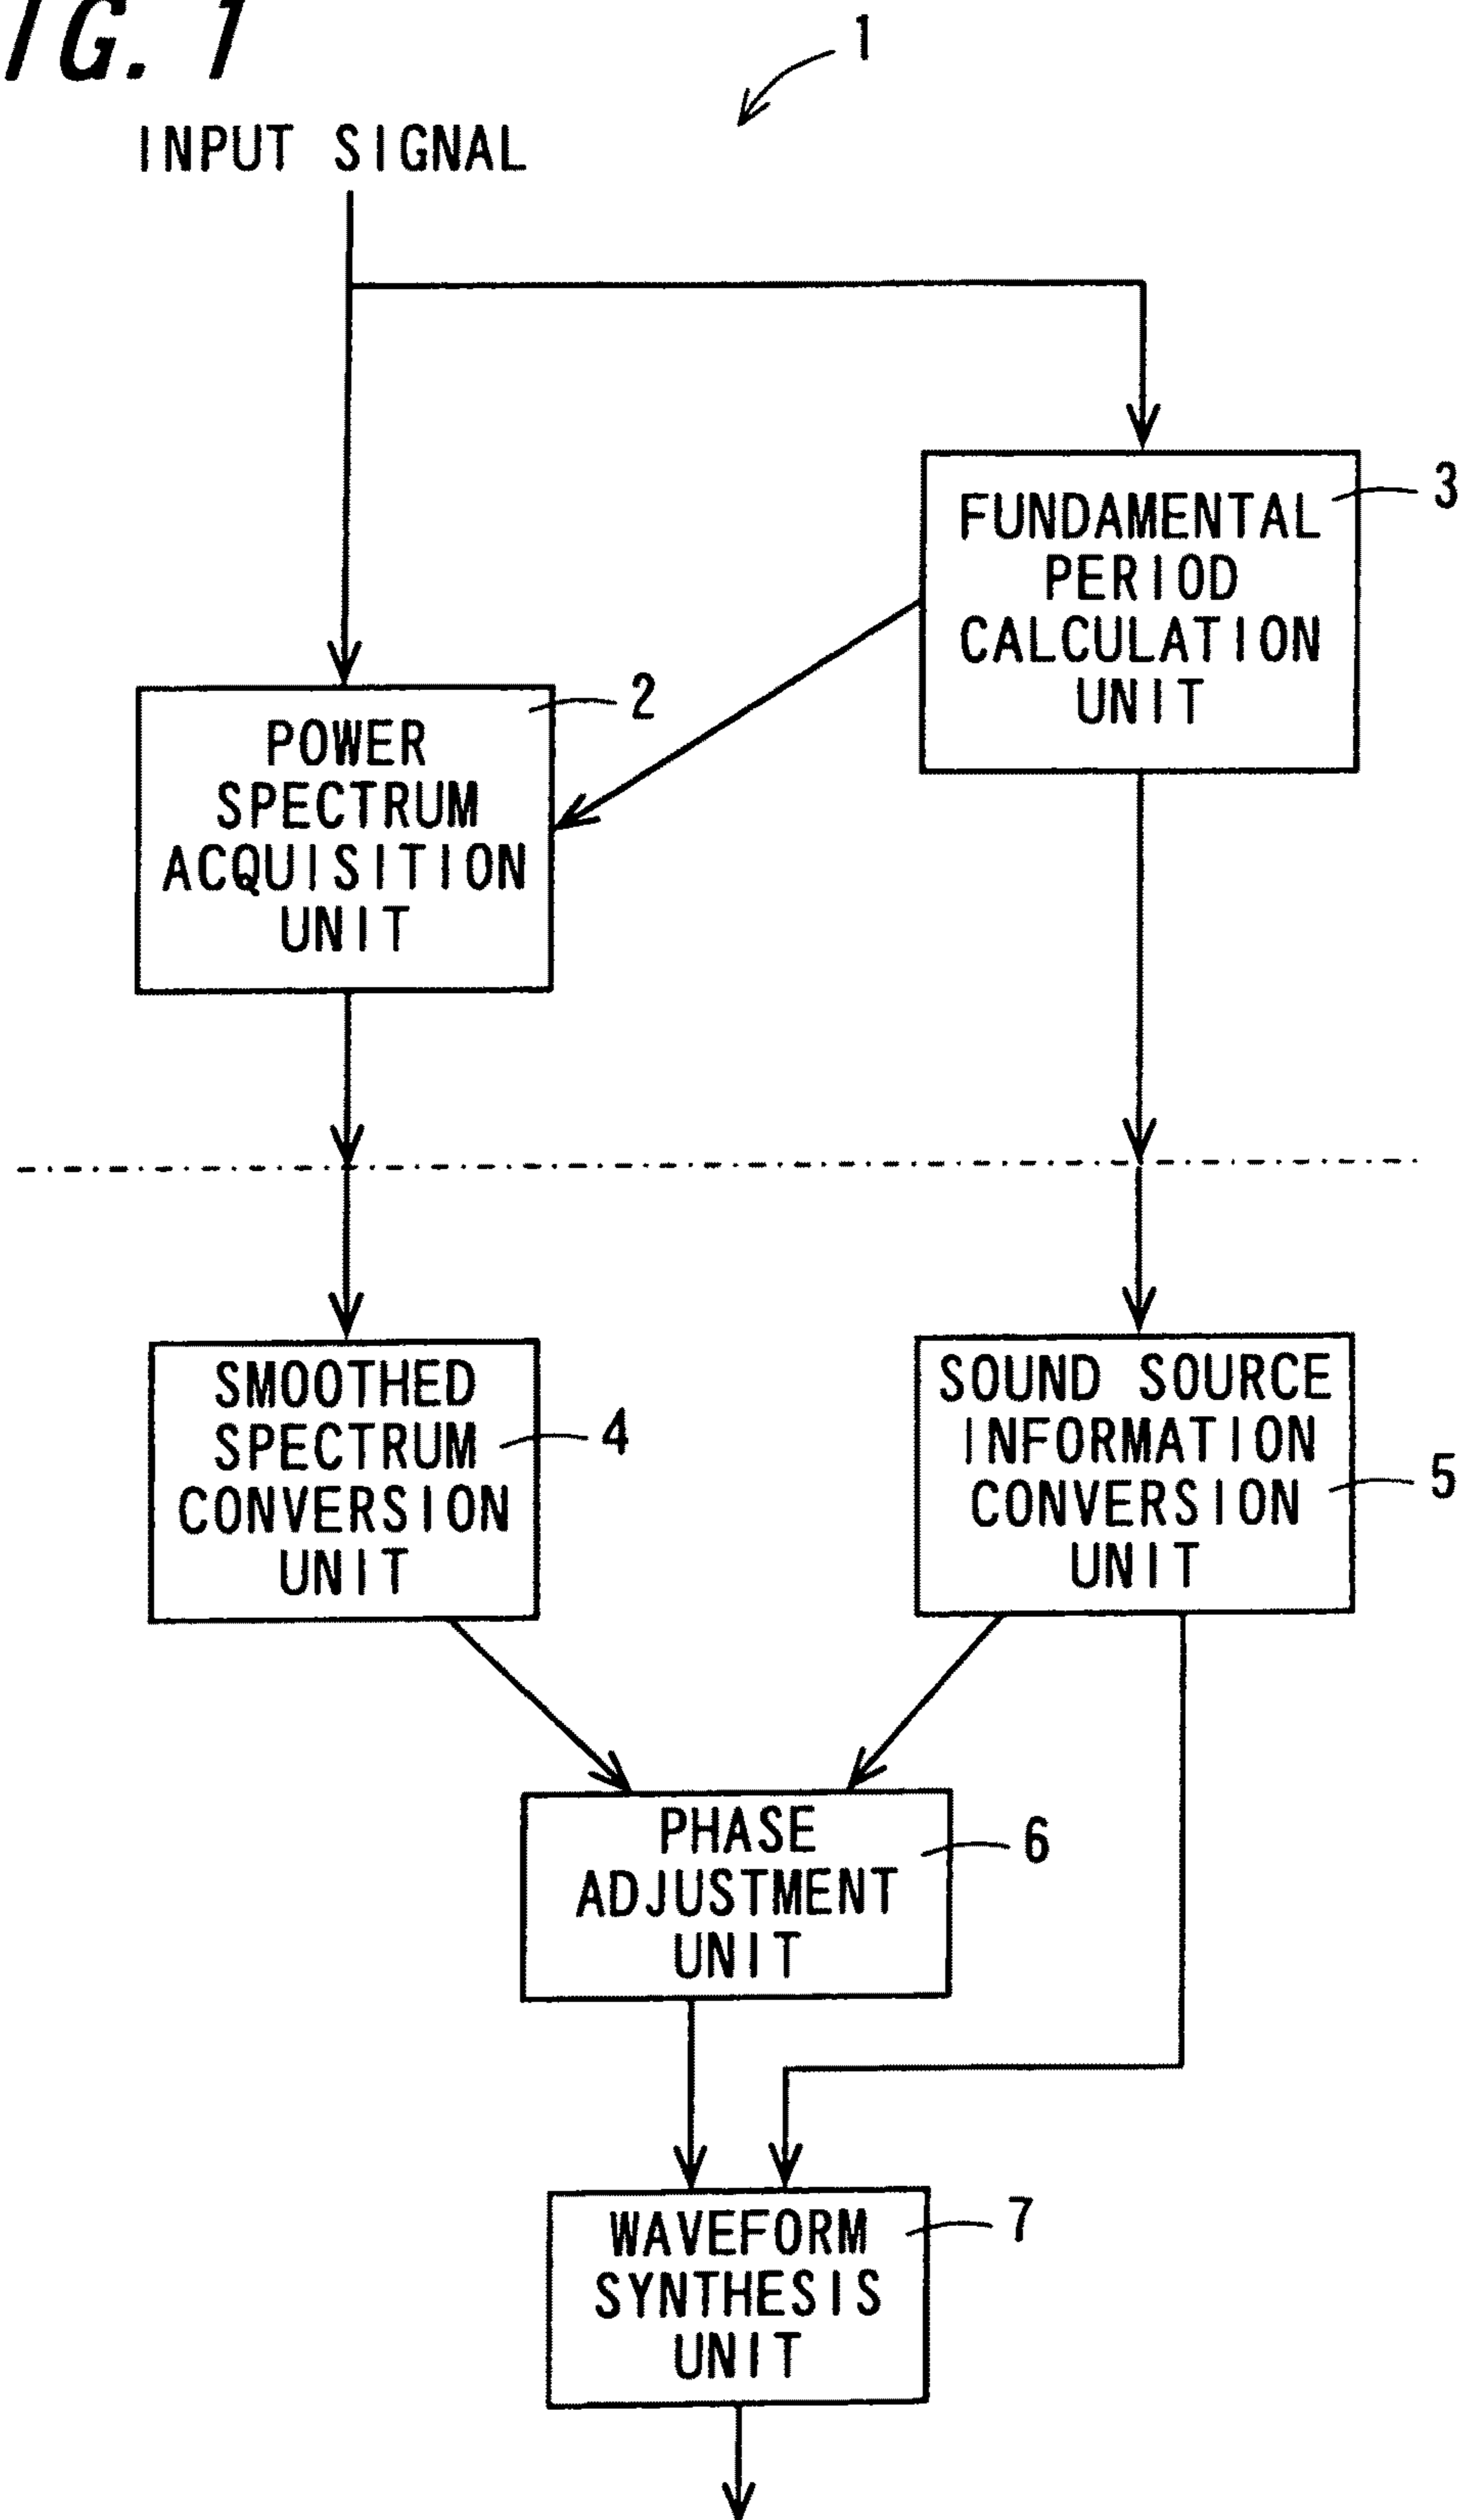 IG. 1
1
INPUT SIGNAL
3
FUNDAMENTAL
PERIOD
CALCULATION
UNIT
2
POWER
SPECTRUM
ACQUISITION
UNIT
SMOOTHED
SPECTRUM
CONVERSION
UNIT
4
SOUND SOURCE
INFORMATION
CONVERSION
UNIT
5
PHASE
ADJUSTMENT
UNIT
6
WAVEFORM
SYNTHESIS
UNIT
7